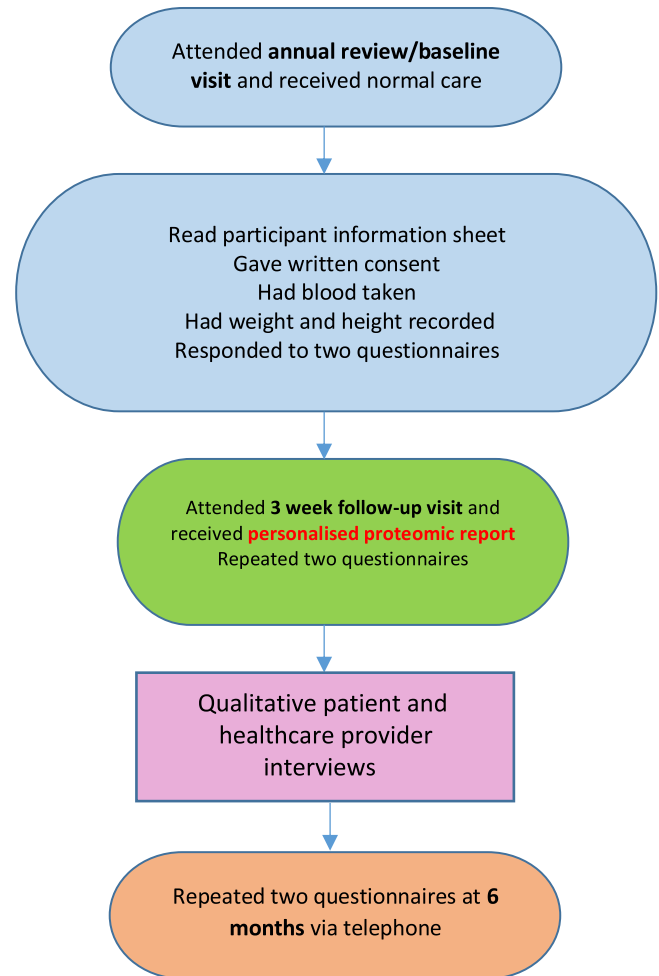 Attended annual review/baseline
visit and received normal care
Read participant information sheet
Gave written consent
Had blood taken
Had weight and height recorded
Responded to two questionnaires
Attended 3 week follow-up visit and
received personalised proteomic report
Repeated two questionnaires
Qualitative patient and
healthcare provider
interviews
Repeated two questionnaires at 6
months via telephone